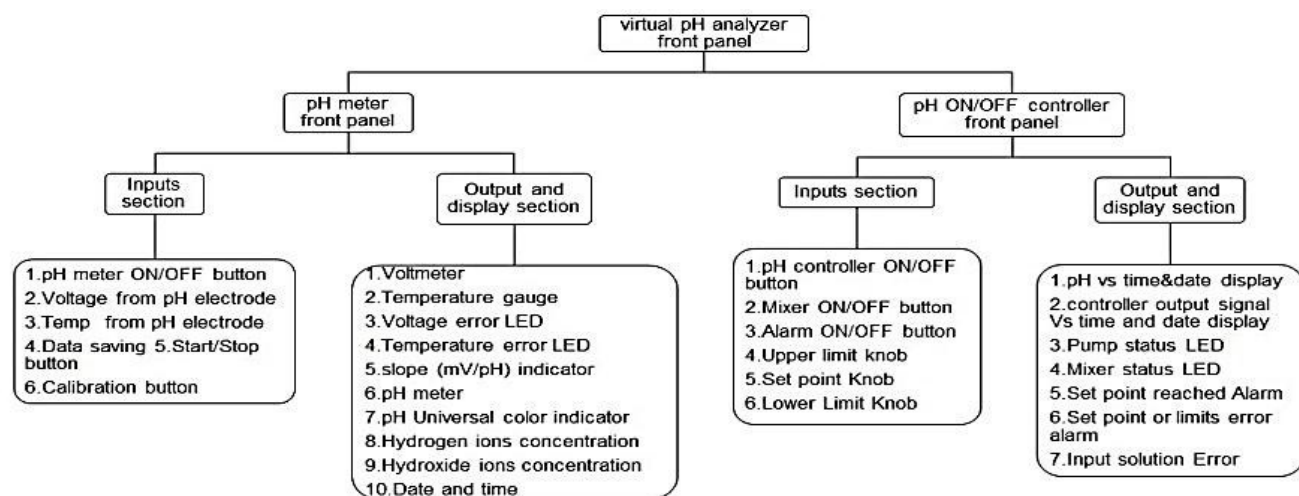 virtual pH analyzer
front panel
pH meter
front panel
pH ON/OFF controller
front panel
Inputs
section
Output and
display section
Inputs section
Output and
display section
1.pH meter ON/OFF button
2.Voltage from pH electrode
3.Temp from pH electrode
4.Data saving 5.Start/Stop
button
6.Calibration button
1.Voltmeter
2.Temperature gauge
3.Voltage error LED
4.Temperature error LED
5.slope (mV/pH) indicator
6.pH meter
7.pH Universal color indicator
8.Hydrogen ions concentration
9.Hydroxide ions concentration
10.Date and time
1.pH controller ON/OFF
button
2.Mixer ON/OFF button
3.Alarm ON/OFF button
4.Upper limit knob
5.Set point Knob
6.Lower Limit Knob
1.pH vs time&date display
2.controller output signal
Vs time and date display
3.Pump status LED
4.Mixer status LED
5.Set point reached Alarm
6.Set point or limits error
alarm
7.Input solution Error